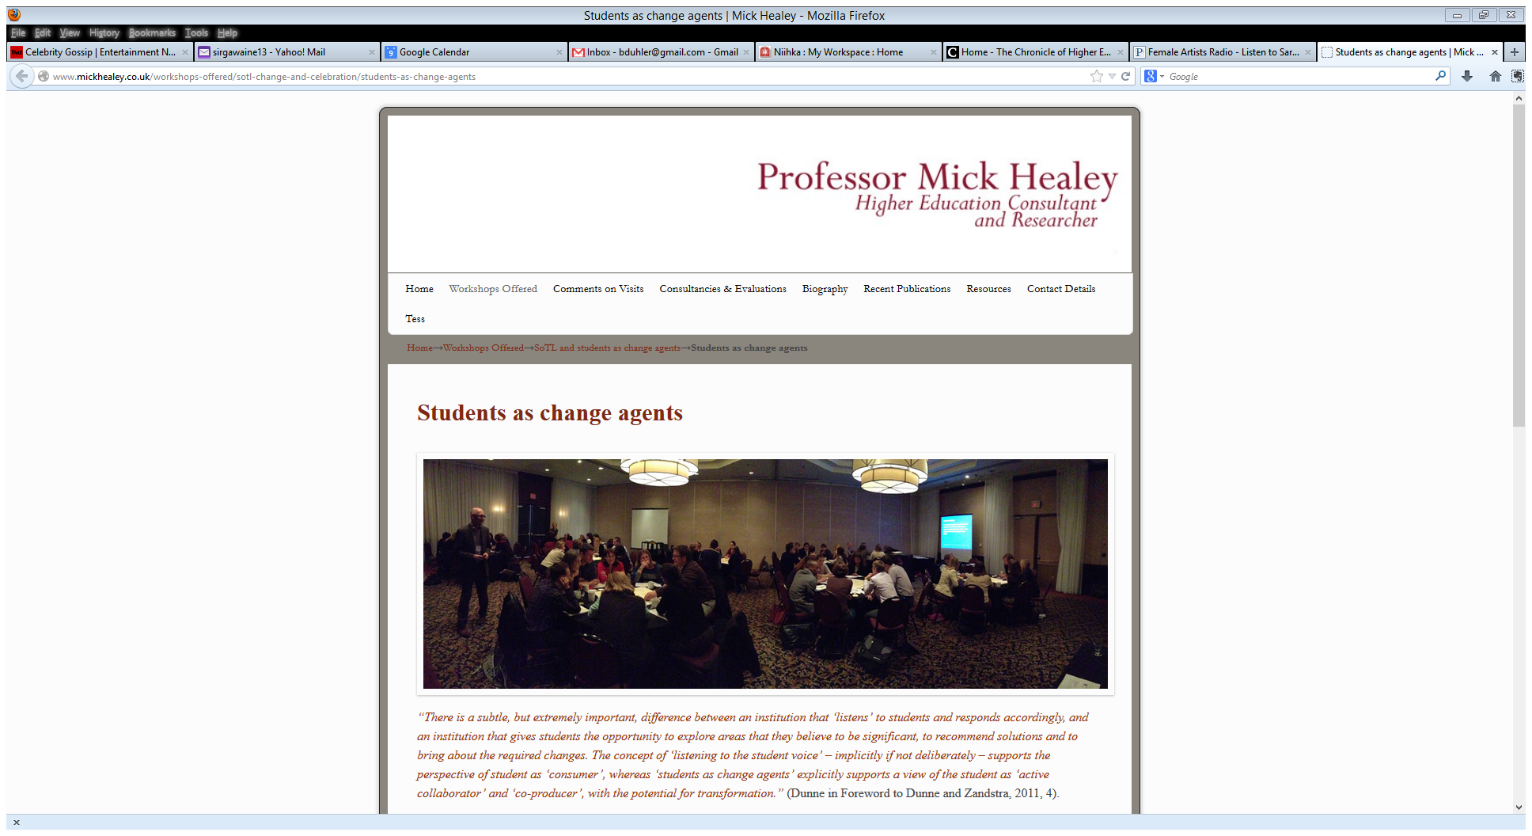 Students as change agents | Mick Healey - Mozilla Firefox
File Edit View History Bookmarks Tools Help
Celebrity Gossip | Entertainment N... sirgawaine13 - Yahoo! Mail Google Calendar Inbox - bduhler@gmail.com - Gmail Niihka : My Workspace : Home Home - The Chronicle of Higher E... Female Artists Radio - Listen to Sar... Students as change agents | Mick ...
www.mickhealey.co.uk/workshops-offered/sotl-change-and-celebration/students-as-change-agents Google
Professor Mick Healey
Higher Education Consultant
and Researcher
Home Workshops Offered Comments on Visits Consultancies & Evaluations Biography Recent Publications Resources Contact Details
Tess
Home→Workshops Offered→SoTL and students as change agents→Students as change agents
Students as change agents
“There is a subtle, but extremely important, difference between an institution that ‘listens’ to students and responds accordingly, and
an institution that gives students the opportunity to explore areas that they believe to be significant, to recommend solutions and to
bring about the required changes. The concept of ‘listening to the student voice’ – implicitly if not deliberately – supports the
perspective of student as ‘consumer’, whereas ‘students as change agents’ explicitly supports a view of the student as ‘active
collaborator’ and ‘co-producer’, with the potential for transformation.” (Dunne in Foreword to Dunne and Zandstra, 2011, 4).